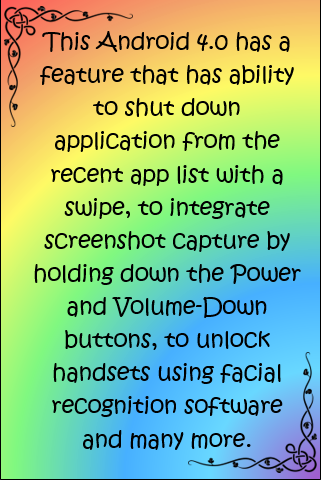 This Android 4.0 has a
feature that has ability
to shut down
application from the
recent app list with a
swipe, to integrate
screenshot capture by
holding down the Power
and Volume-Down
buttons, to unlock
handsets using facial
recognition software
and many more.